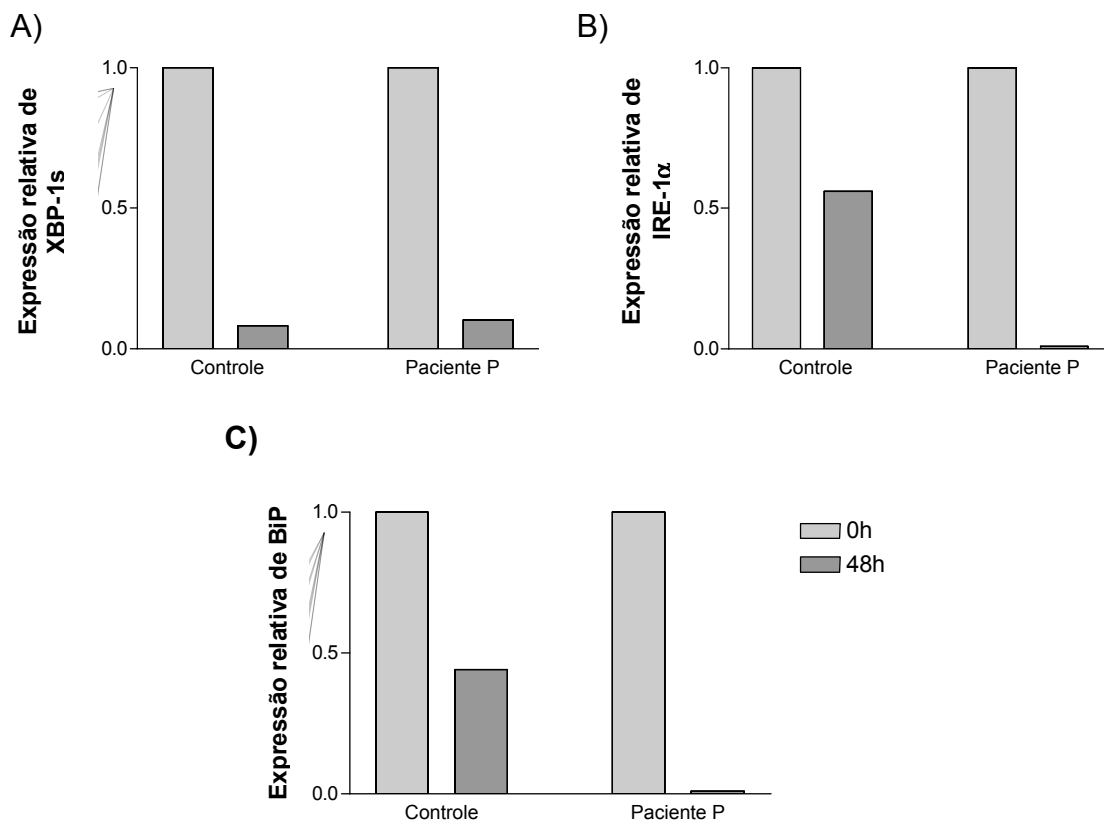 A)
Expressão relativa de
XBP-1s
1.0
0.5
0.0
Controle
Paciente P
B)
Expressão relativa de
IRE-1α
1.0
0.5
0.0
Controle
Paciente P
C)
Expressão relativa de BiP
1.0
0.5
0.0
Controle
Paciente P
0h
48h